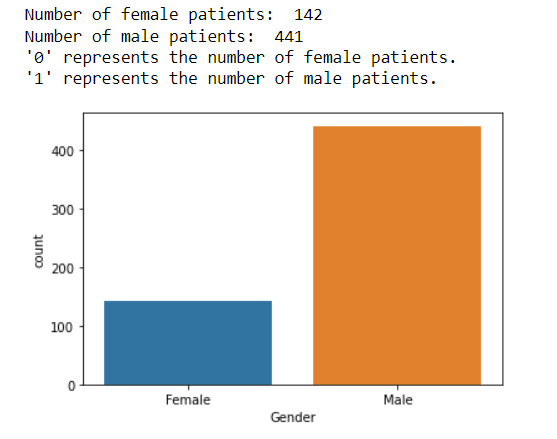 Number of female patients:  142
Number of male patients:  441
'0' represents the number of female patients.
'1' represents the number of male patients.
400
300
200
100
0
count
Female Male
Gender